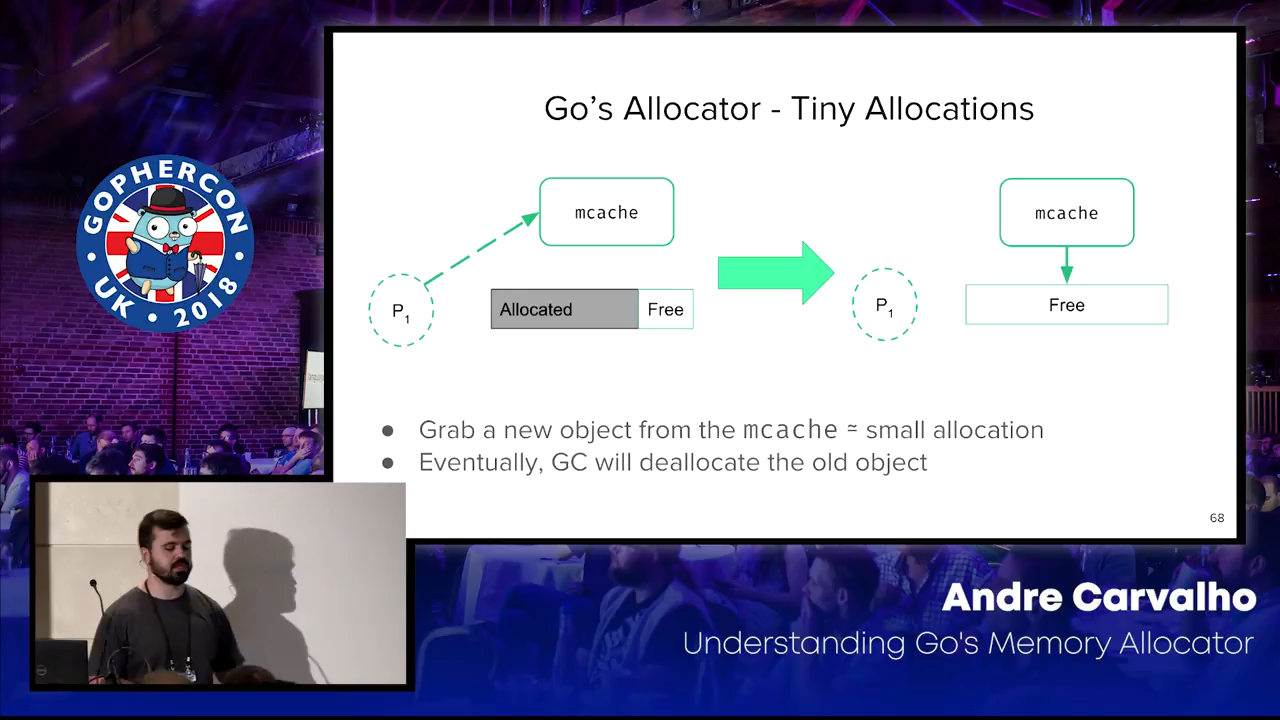 GOPHERCON
UK • 2018
Go's Allocator - Tiny Allocations
mcache
mcache
P1
Allocated
Free
P1
Free
● Grab a new object from the mcache ≃ small allocation
● Eventually, GC will deallocate the old object
68
Andre Carvalho
Understanding Go's Memory Allocator